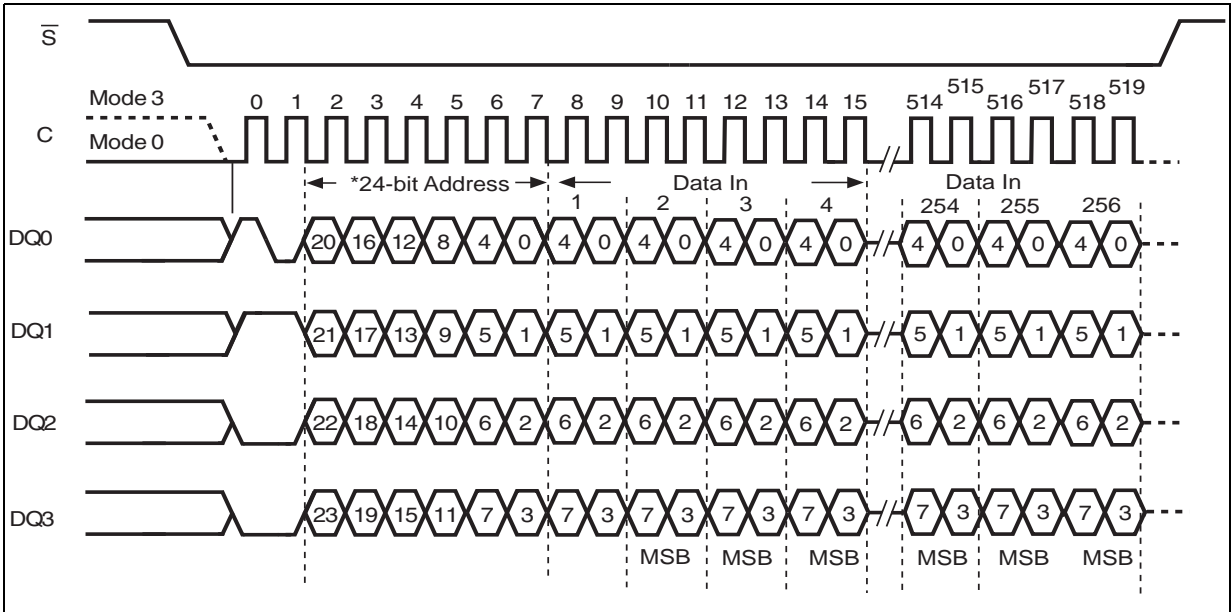 S
Mode 3
C
Mode 0
0 1 2 3 4 5 6 7 8 9 10 11 12 13 14 15 514 515 516 517 518 519
*24-bit Address Data In Data In
1 2 3 4 254 255 256
DQ0 20 16 12 8 4 0 4 0 4 0 4 0 4 0 4 0 4 0 4 0
DQ1 21 17 13 9 5 1 5 1 5 1 5 1 5 1 5 1 5 1 5 1
DQ2 22 18 14 10 6 2 6 2 6 2 6 2 6 2 6 2 6 2 6 2
DQ3 23 19 15 11 7 3 7 3 7 3 7 3 7 3 7 3 7 3 7 3
MSB MSB MSB MSB MSB MSB